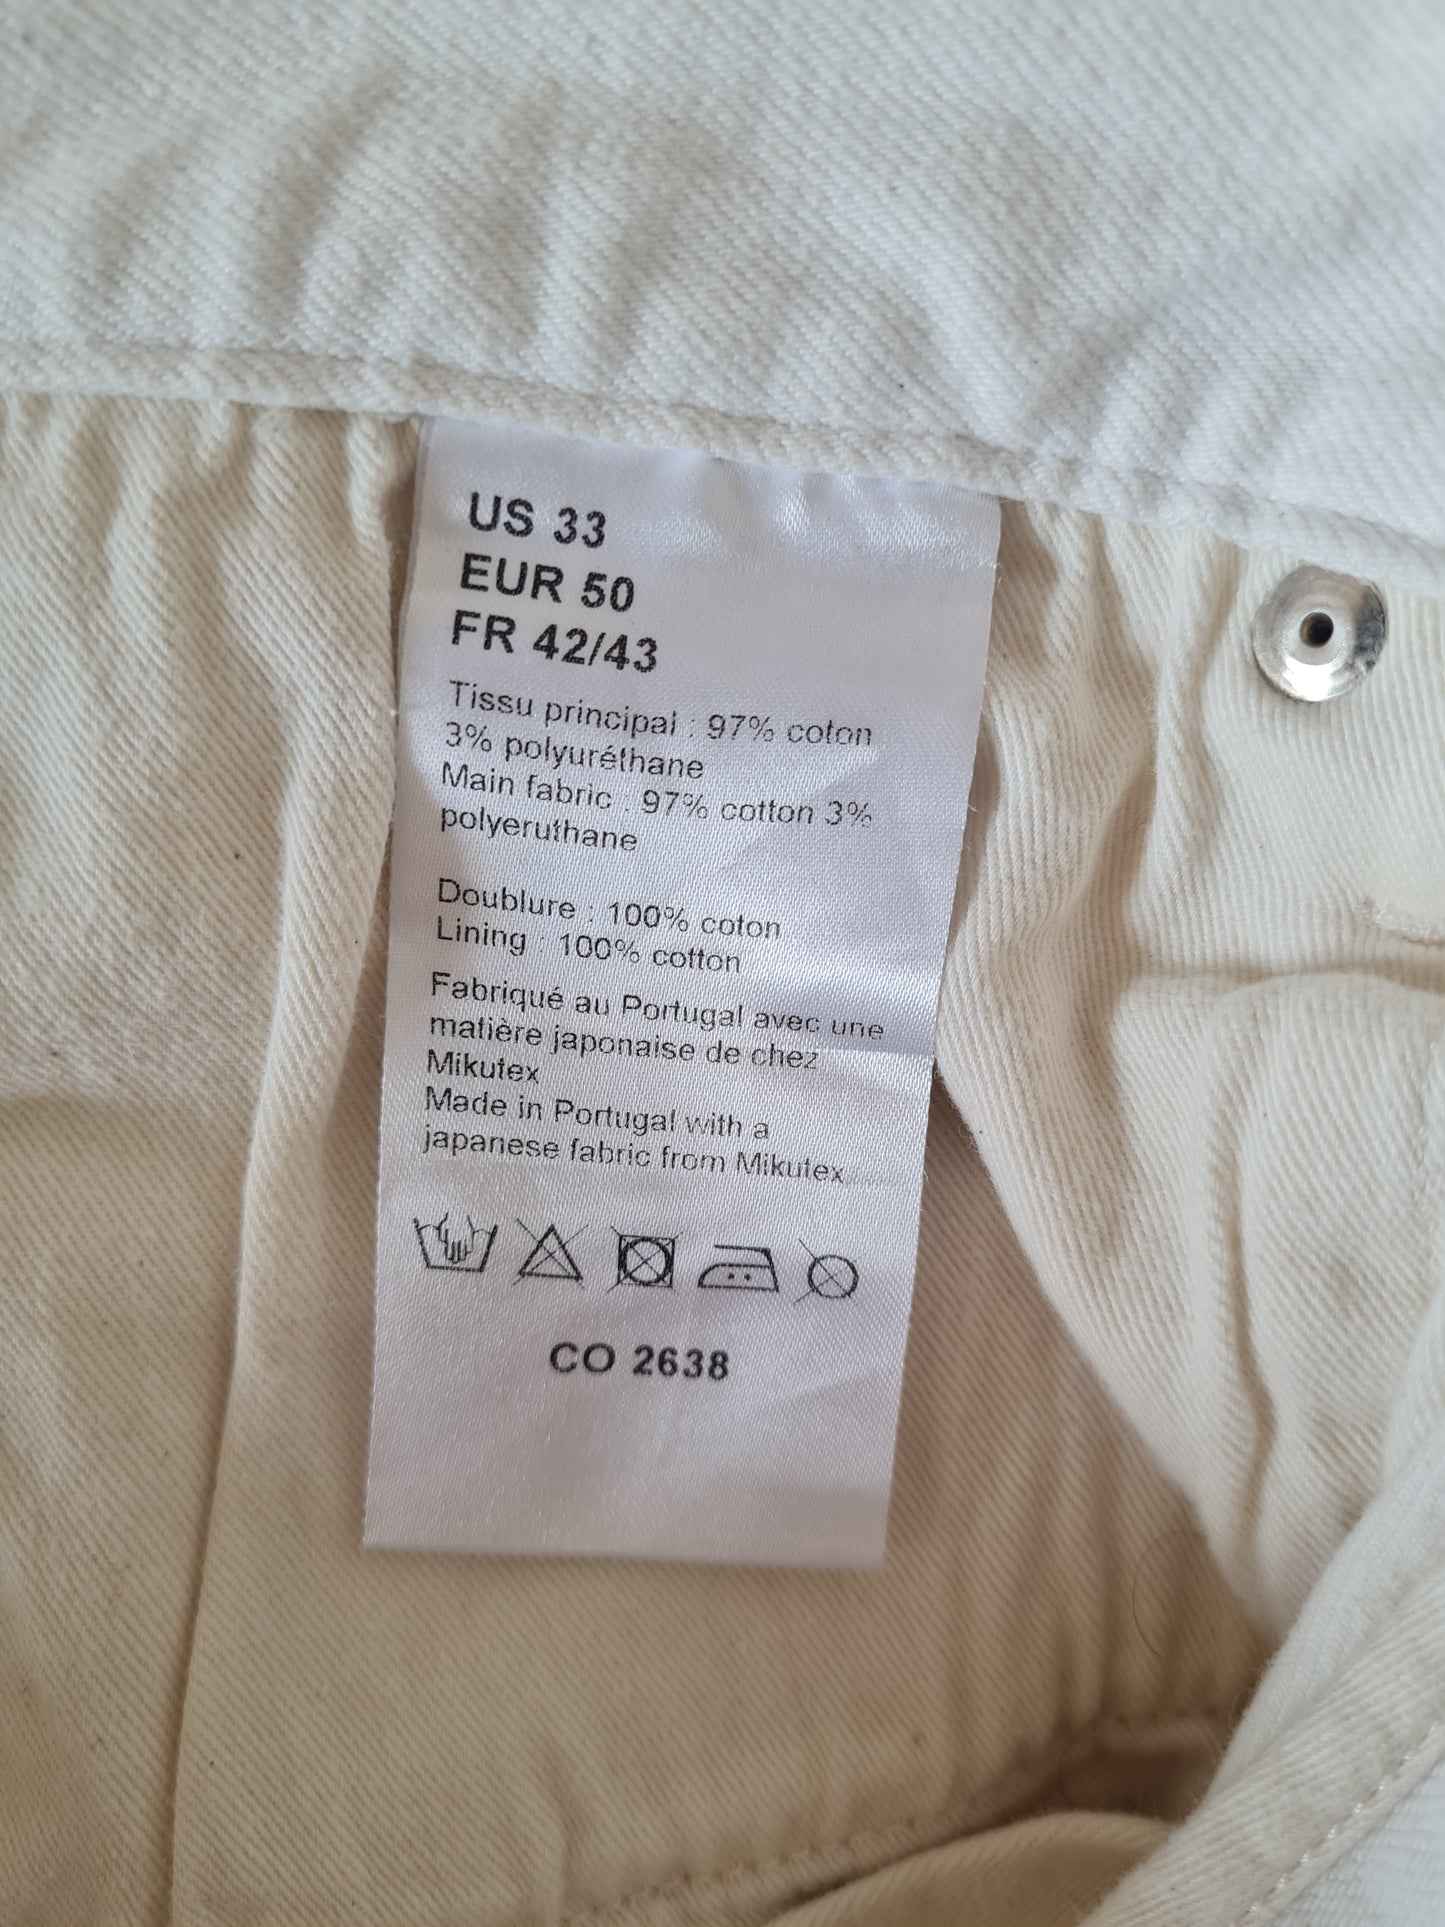 US 33
EUR 50
FR 42/43
Tissu principal : 97% coton
3% polyuréthane
Main fabric : 97% cotton 3%
polyeruthane
Doublure : 100% coton
Lining : 100% cotton
Fabriqué au Portugal avec une
matière japonaise de chez
Mikutex
Made in Portugal with a
japanese fabric from Mikutex
CO 2638